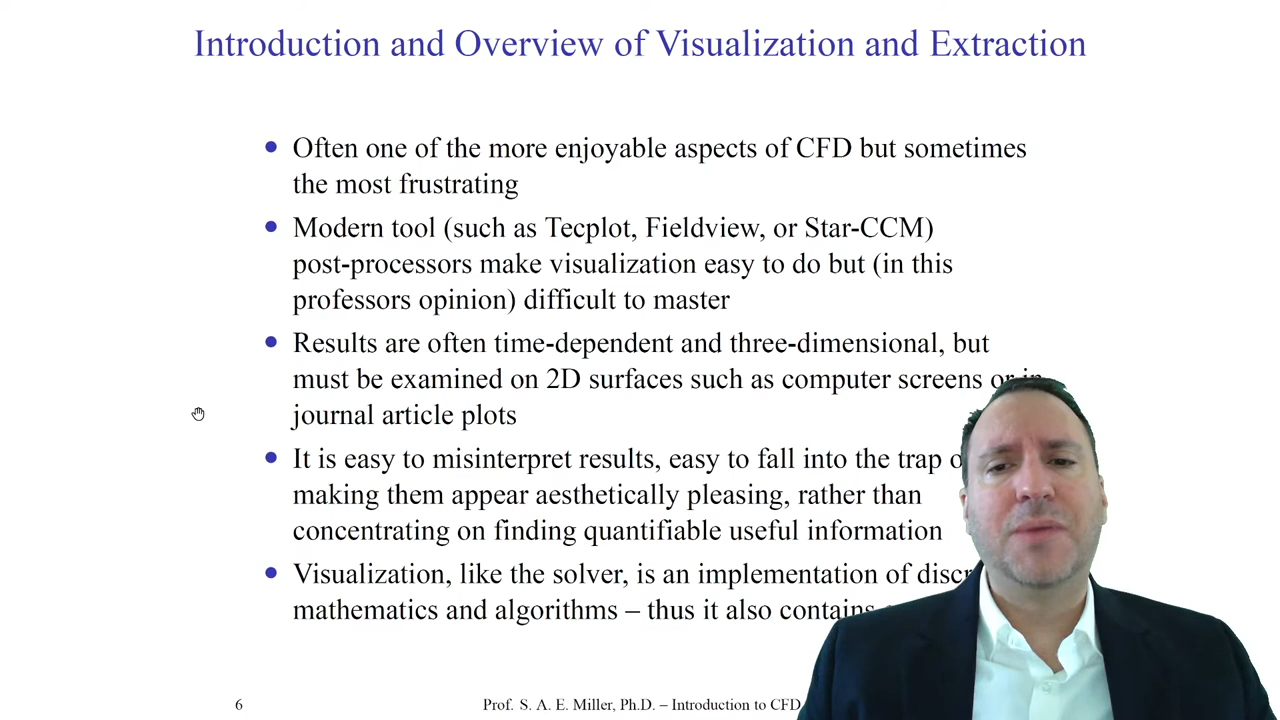 Introduction and Overview of Visualization and Extraction
Often one of the more enjoyable aspects of CFD but sometimes
the most frustrating
Modern tool (such as Tecplot, Fieldview, or Star-CCM)
post-processors make visualization easy to do but (in this
professors opinion) difficult to master
Results are often time-dependent and three-dimensional, but
must be examined on 2D surfaces such as computer screens or in
journal article plots
It is easy to misinterpret results, easy to fall into the trap
making them appear aesthetically pleasing, rather than
concentrating on finding quantifiable useful information
Visualization, like the solver, is an implementation of
mathematics and algorithms – thus it also contains
6
Prof. S. A. E. Miller, Ph.D. – Introduction to CFD